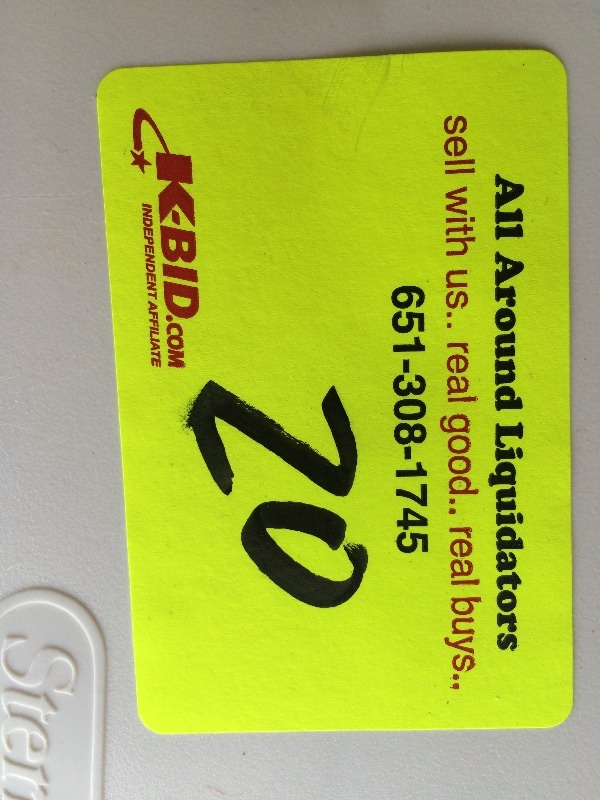 All Around Liquidators
sell with us.. real good.. real buys..,
651-308-1745
20
K-BID.COM
INDEPENDENT AFFILIATE